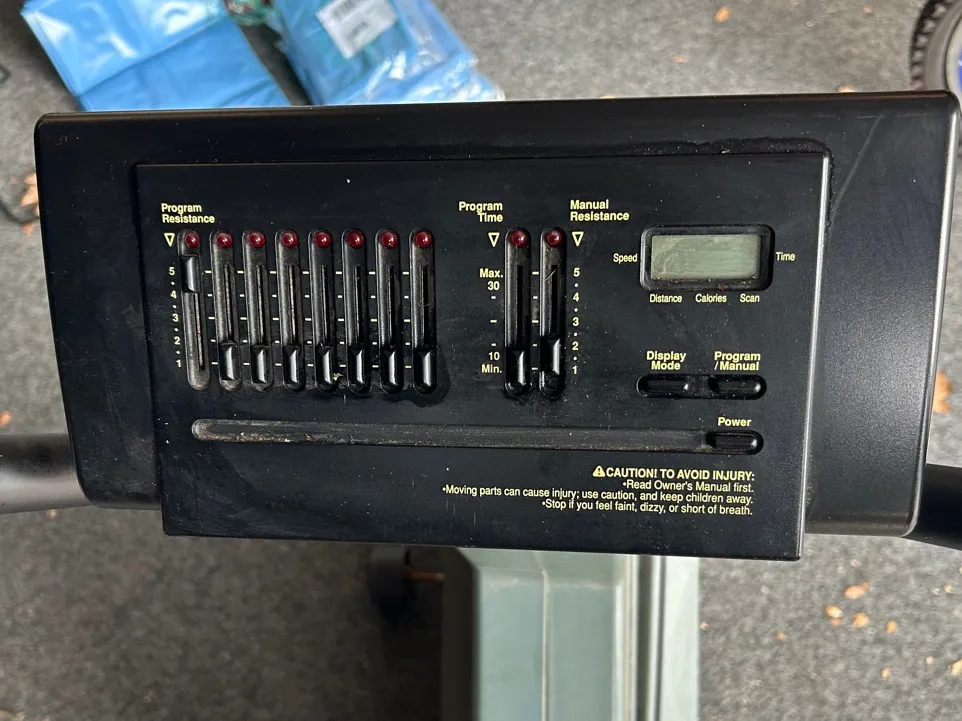 Program
Resistance
5
4
3
2
1
Program
Time
Max.
30
10
Min.
Manual
Resistance
5
4
3
2
1
Speed
Time
Distance Calories Scan
Display
Mode
Program
/Manual
Power
⚠CAUTION! TO AVOID INJURY:
•Read Owner's Manual first.
•Moving parts can cause injury; use caution, and keep children away.
•Stop if you feel faint, dizzy, or short of breath.